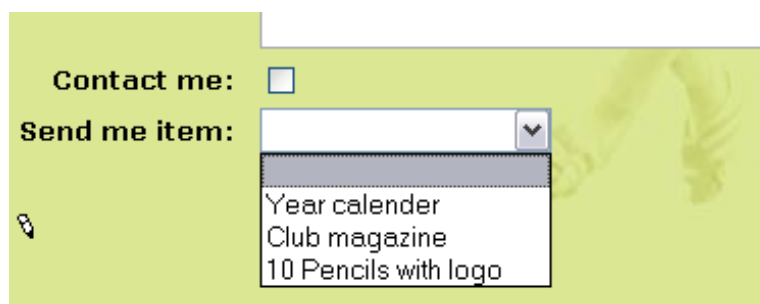 Contact me:
Send me item:
Year calender
Club magazine
10 Pencils with logo